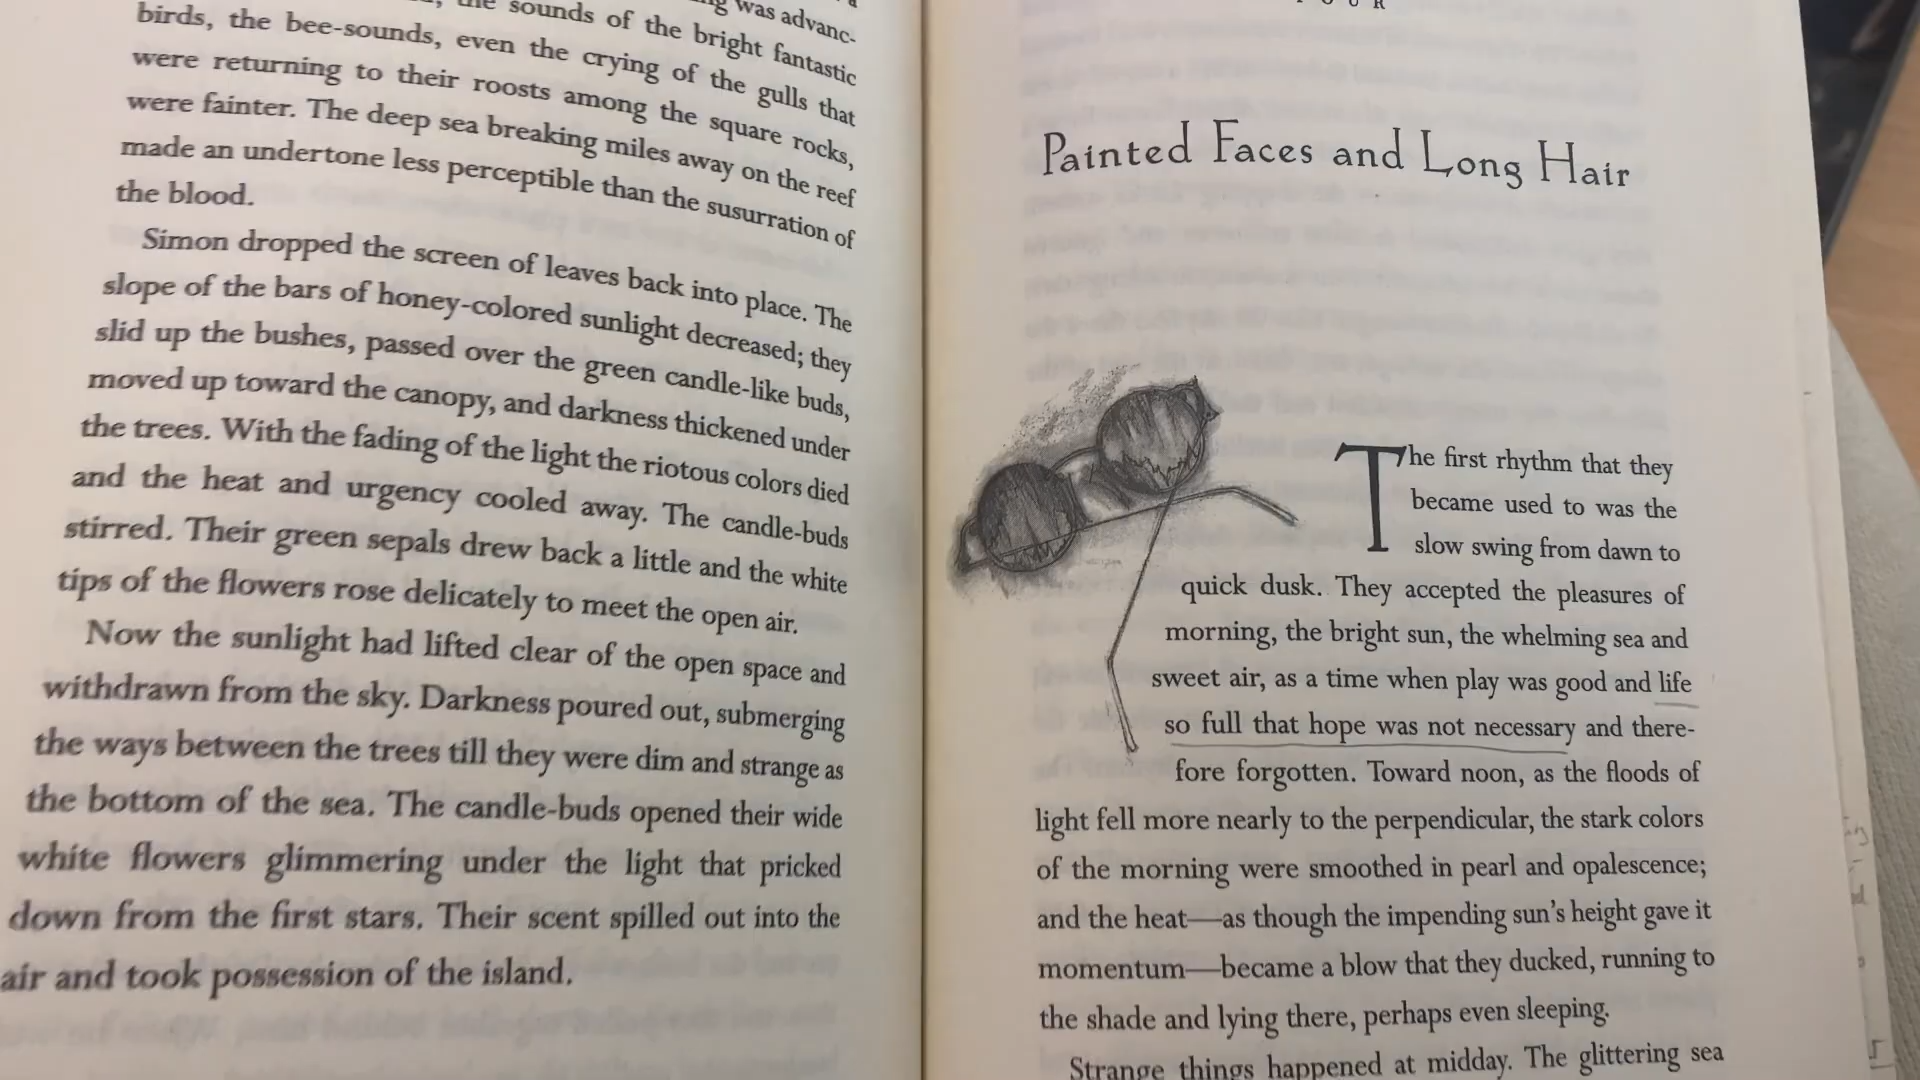 was advanc-
the sounds of the bright fantastic
birds, the bee-sounds, even the crying of the gulls that
were returning to their roosts among the square rocks,
were fainter. The deep sea breaking miles away on the reef
made an undertone less perceptible than the susurration of
the blood.
Simon dropped the screen of leaves back into place. The
slope of the bars of honey-colored sunlight decreased; they
slid up the bushes, passed over the green candle-like buds,
moved up toward the canopy, and darkness thickened under
the trees. With the fading of the light the riotous colors died
and the heat and urgency cooled away. The candle-buds
stirred. Their green sepals drew back a little and the white
tips of the flowers rose delicately to meet the open air.
Now the sunlight had lifted clear of the open space and
withdrawn from the sky. Darkness poured out, submerging
the ways between the trees till they were dim and strange as
the bottom of the sea. The candle-buds opened their wide
white flowers glimmering under the light that pricked
down from the first stars. Their scent spilled out into the
air and took possession of the island.
Painted Faces and Long Hair
The first rhythm that they
became used to was the
slow swing from dawn to
quick dusk. They accepted the pleasures of
morning, the bright sun, the whelming sea and
sweet air, as a time when play was good and life
so full that hope was not necessary and there-
fore forgotten. Toward noon, as the floods of
light fell more nearly to the perpendicular, the stark colors
of the morning were smoothed in pearl and opalescence;
and the heat—as though the impending sun's height gave it
momentum—became a blow that they ducked, running to
the shade and lying there, perhaps even sleeping.
Strange things happened at midday. The glittering sea